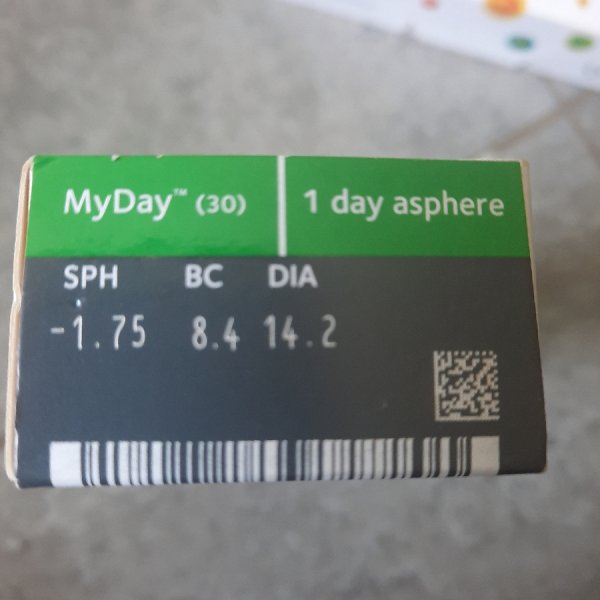 MyDay™ (30) 1 day asphere
SPH BC DIA
-1.75 8.4 14.2